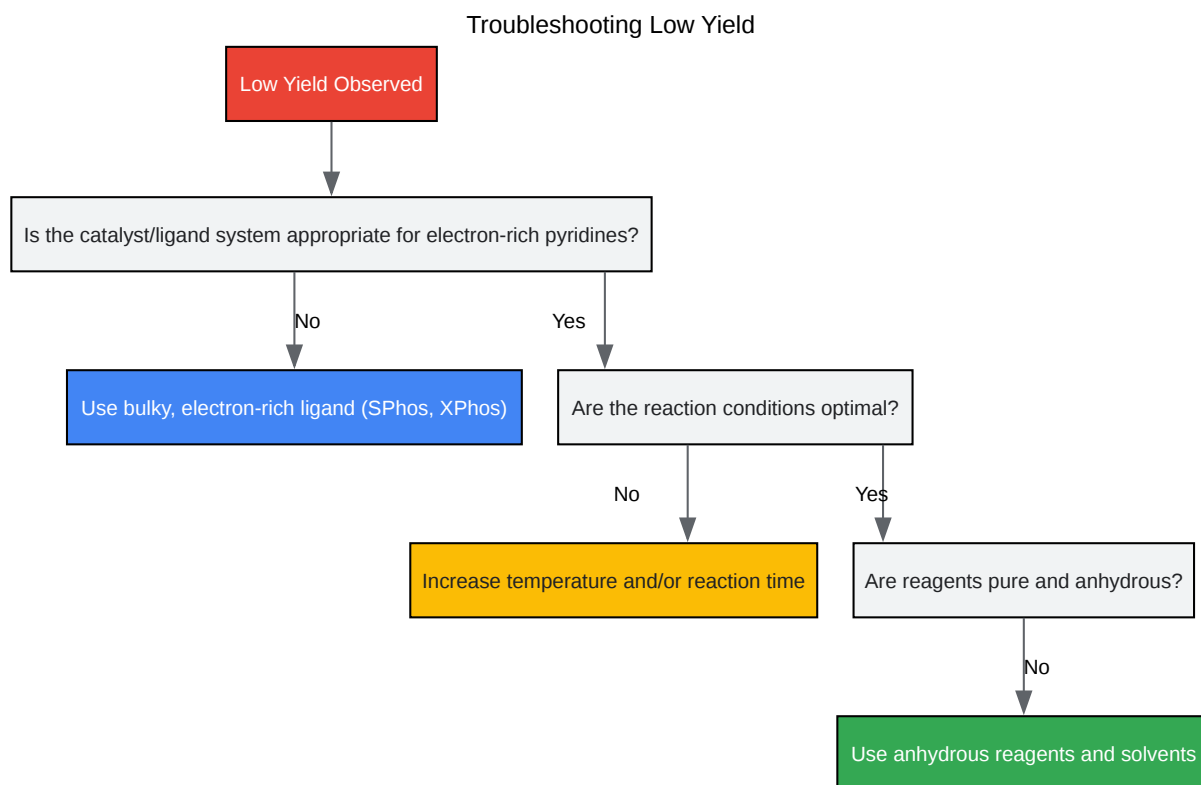 Troubleshooting Low Yield
Low Yield Observed
Is the catalyst/ligand system appropriate for electron-rich pyridines?
No
Yes
Use bulky, electron-rich ligand (SPhos, XPhos)
Are the reaction conditions optimal?
No
Yes
Increase temperature and/or reaction time
Are reagents pure and anhydrous?
No
Use anhydrous reagents and solvents